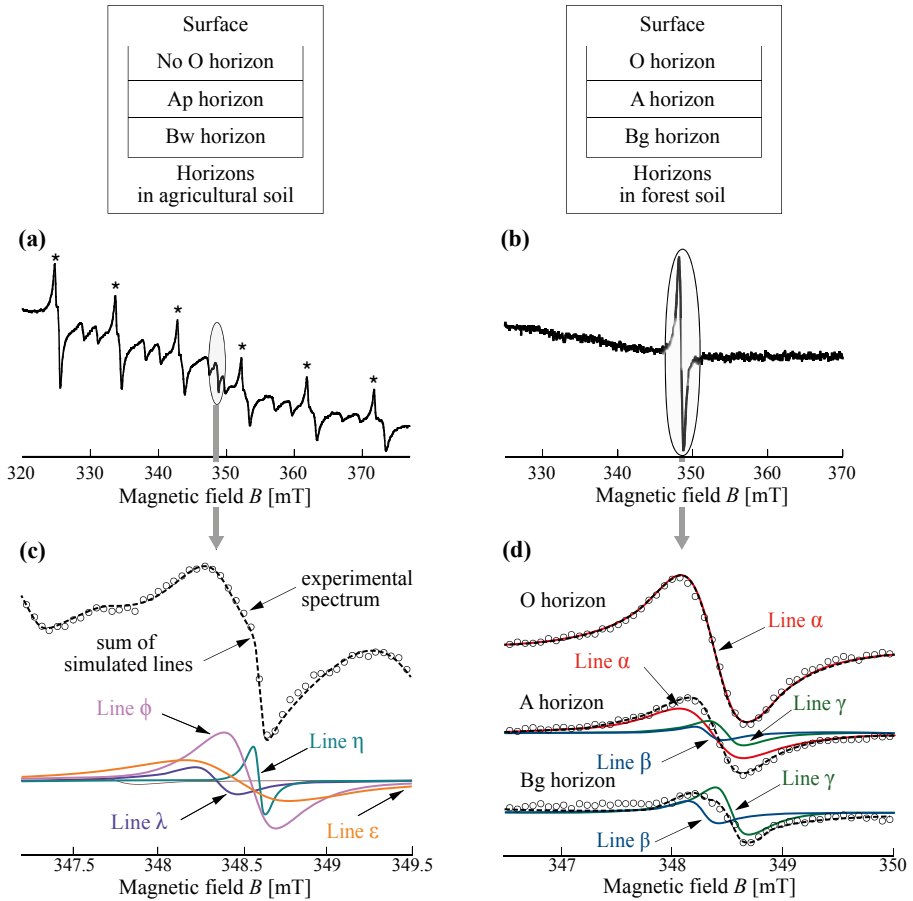 Surface
No O horizon
Ap horizon
Bw horizon
Horizons
in agricultural soil
Surface
O horizon
A horizon
Bg horizon
Horizons
in forest soil
(a)
* * * * * *
320 330 340 350 360 370
Magnetic field B [mT]
(b)
330 340 350 360 370
Magnetic field B [mT]
(c)
experimental
spectrum
sum of
simulated lines
Line ϕ
Line η
Line λ
Line ε
347.5 348 348.5 349 349.5
Magnetic field B [mT]
(d)
O horizon
Line α
Line α
A horizon
Line γ
Line β
Bg horizon
Line γ
Line β
347 348 349 350
Magnetic field B [mT]